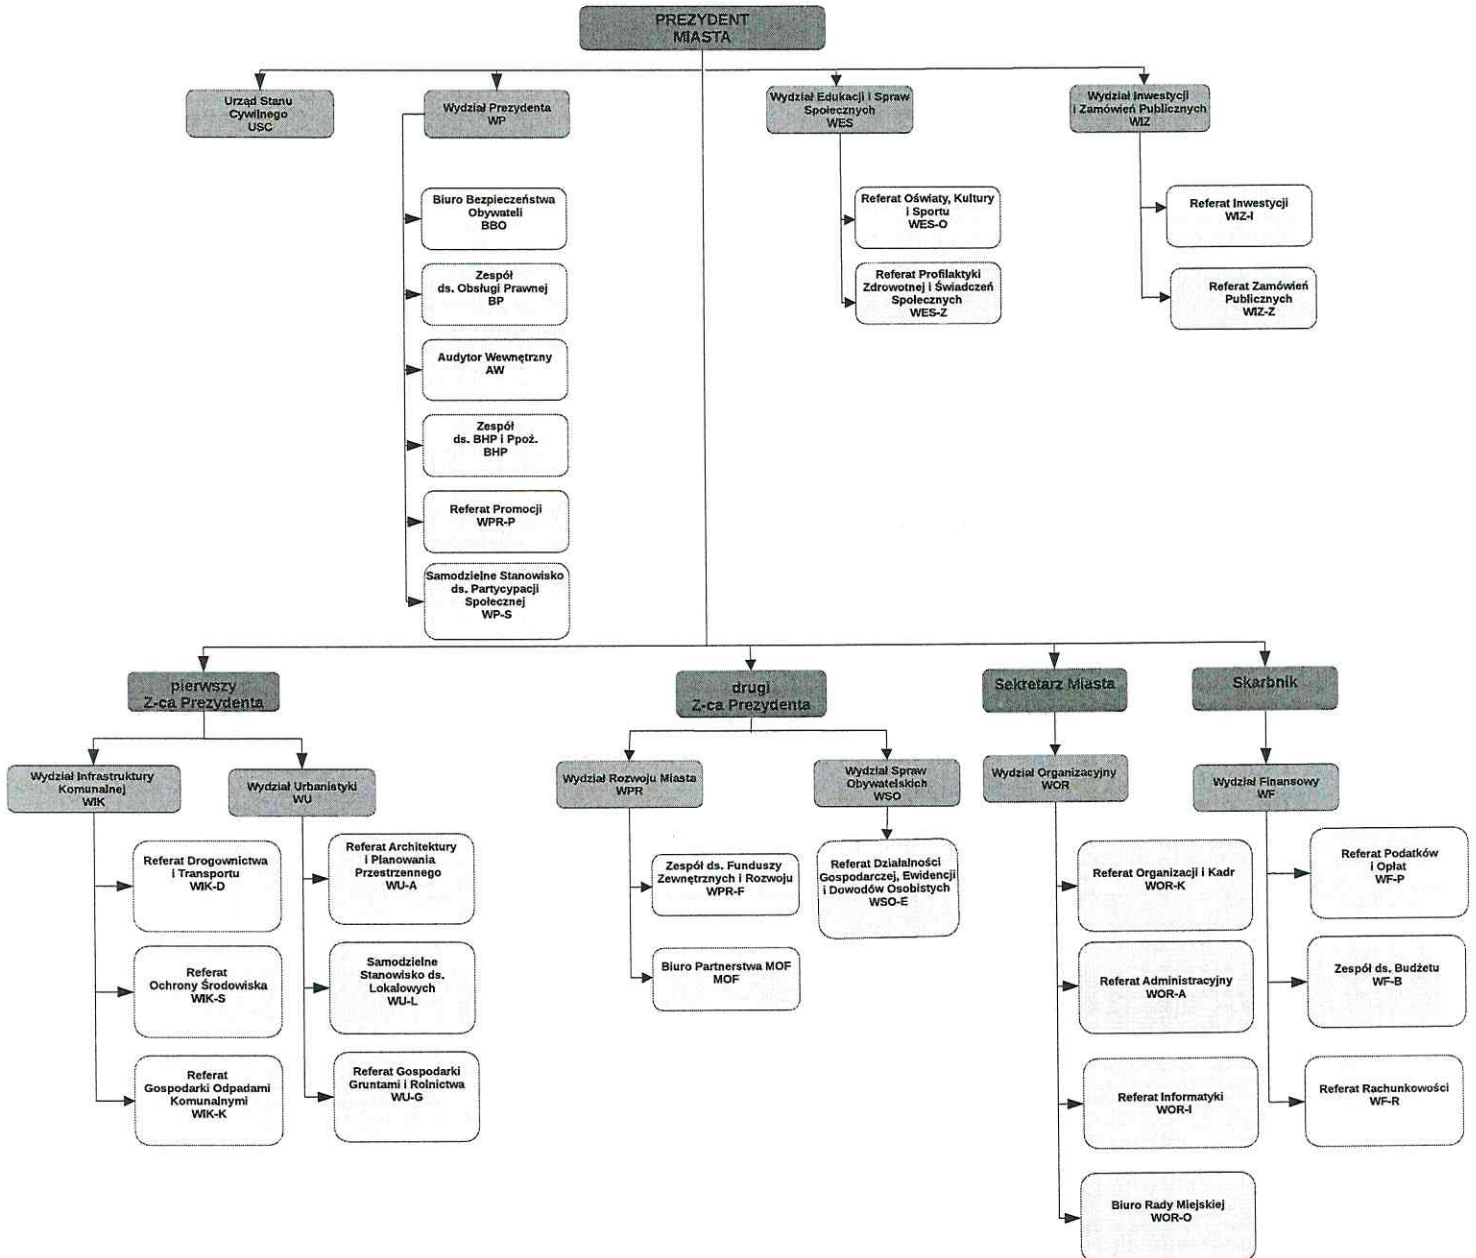 PREZYDENT
MIASTA
Urząd Stanu
Cywilnego
USC
Wydział Prezydenta
WP
Wydział Edukacji i Spraw
Społecznych
WES
Wydział Inwestycji
i Zamówień Publicznych
WIZ
Biuro Bezpieczeństwa
Obywateli
BBO
Zespół
ds. Obsługi Prawnej
BP
Audytor Wewnętrzny
AW
Zespół
ds. BHP i Ppoż.
BHP
Referat Promocji
WPR-P
Samodzielne Stanowisko
ds. Partycypacji
Społecznej
WP-S
Referat Oświaty, Kultury
i Sportu
WES-O
Referat Profilaktyki
Zdrowotnej i Świadczeń
Społecznych
WES-Z
Referat Inwestycji
WIZ-I
Referat Zamówień
Publicznych
WIZ-Z
pierwszy
Z-ca Prezydenta
drugi
Z-ca Prezydenta
Sekretarz Miasta
Skarbnik
Wydział Infrastruktury
Komunalnej
WIK
Wydział Urbanistyki
WU
Wydział Rozwoju Miasta
WPR
Wydział Spraw
Obywatelskich
WSO
Wydział Organizacyjny
WOR
Wydział Finansowy
WF
Referat Drogownictwa
i Transportu
WIK-D
Referat
Ochrony Środowiska
WIK-S
Referat
Gospodarki Odpadami
Komunalnymi
WIK-K
Referat Architektury
i Planowania
Przestrzennego
WU-A
Samodzielne
Stanowisko ds.
Lokalowych
WU-L
Referat Gospodarki
Gruntami i Rolnictwa
WU-G
Zespół ds. Funduszy
Zewnętrznych i Rozwoju
WPR-F
Biuro Partnerstwa MOF
MOF
Referat Działalności
Gospodarczej, Ewidencji
i Dowodów Osobistych
WSO-E
Referat Organizacji i Kadr
WOR-K
Referat Administracyjny
WOR-A
Referat Informatyki
WOR-I
Biuro Rady Miejskiej
WOR-O
Referat Podatków
i Opłat
WF-P
Zespół ds. Budżetu
WF-B
Referat Rachunkowości
WF-R